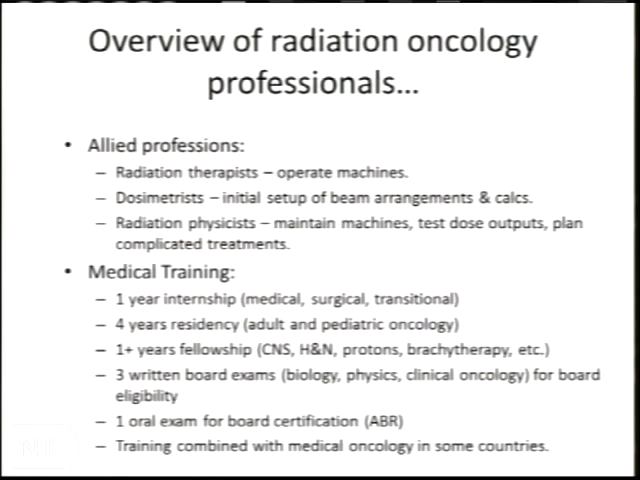 Overview of radiation oncology
professionals…
• Allied professions:
– Radiation therapists – operate machines.
– Dosimetrists – initial setup of beam arrangements & calcs.
– Radiation physicists – maintain machines, test dose outputs, plan
complicated treatments.
• Medical Training:
– 1 year internship (medical, surgical, transitional)
– 4 years residency (adult and pediatric oncology)
– 1+ years fellowship (CNS, H&N, protons, brachytherapy, etc.)
– 3 written board exams (biology, physics, clinical oncology) for board
eligibility
– 1 oral exam for board certification (ABR)
– Training combined with medical oncology in some countries.